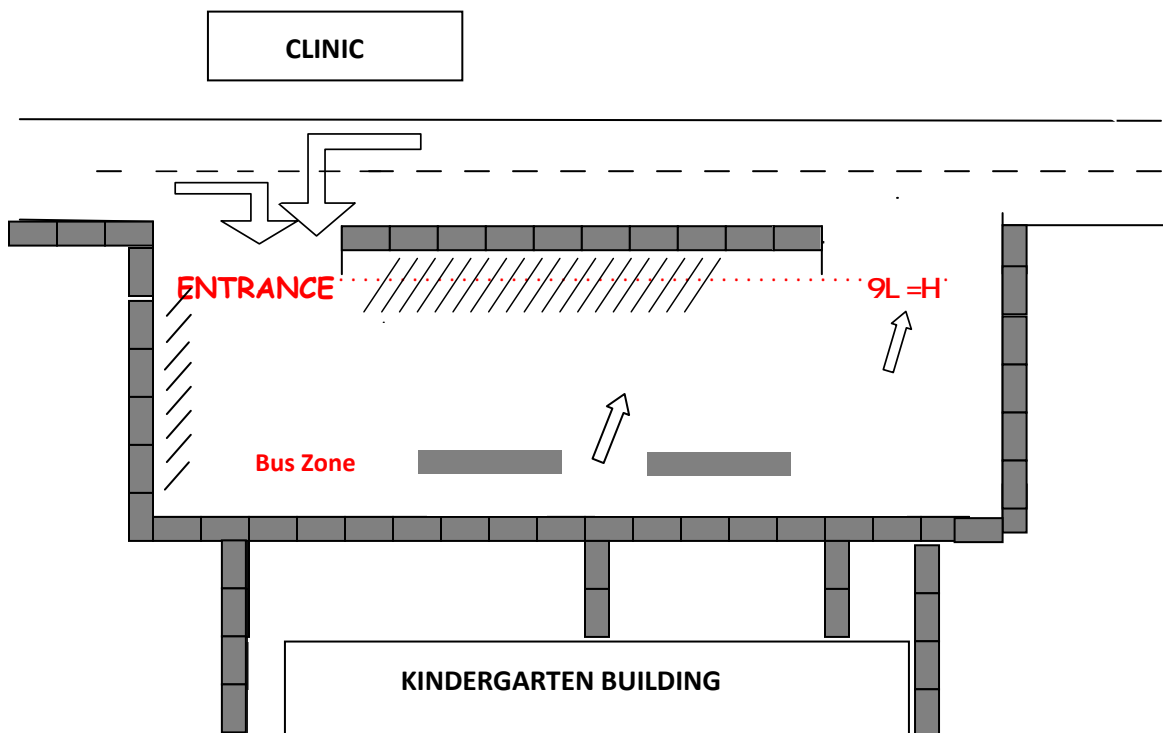 CLINIC
ENTRANCE
9L =H
Bus Zone
KINDERGARTEN BUILDING